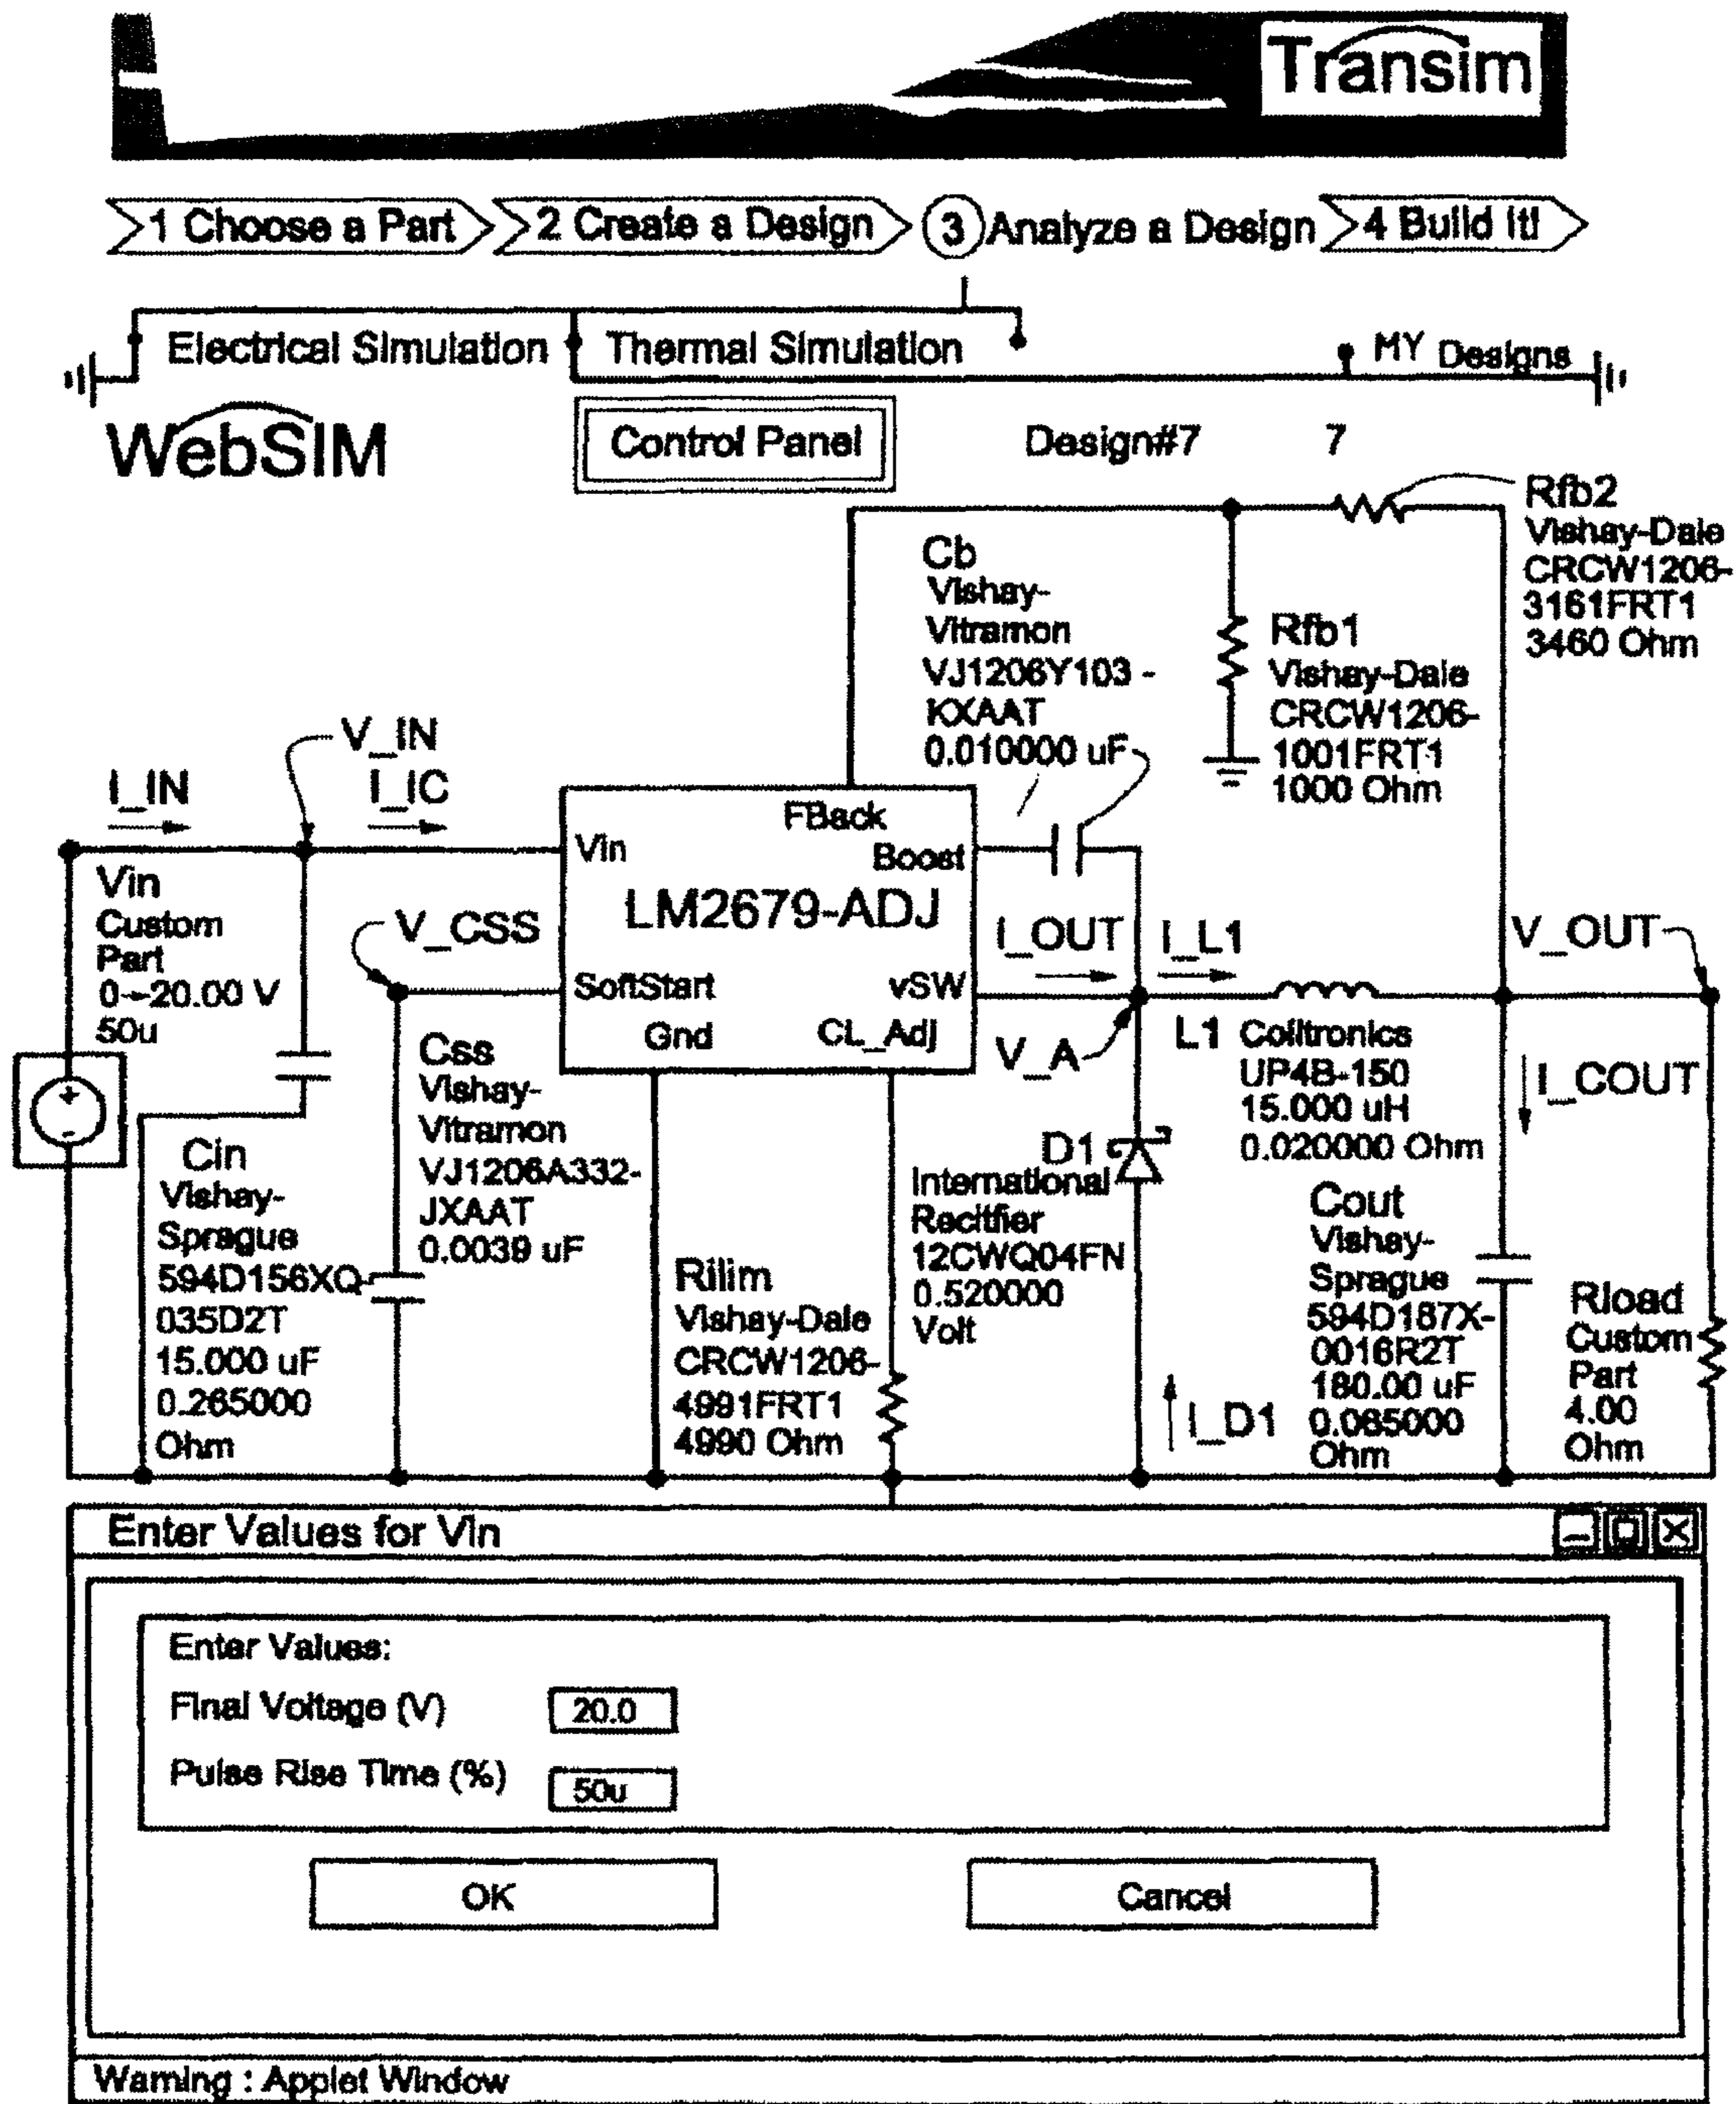 Transim
1 Choose a Part
2 Create a Design
3 Analyze a Design
4 Build it!
Electrical Simulation
Thermal Simulation
MY Designs
WebSIM
Control Panel
Design#7
7
Rfb2
Vishay-Dale
CRCW1206-
3161FRT1
3460 Ohm
Cb
Vishay-
Vitramon
VJ1206Y103 -
KXAAT
0.010000 uF
Rfb1
Vishay-Dale
CRCW1206-
1001FRT1
1000 Ohm
V_IN
I_IN
I_IC
Vin
Custom
Part
0-20.00 V
50u
+
-
V_CSS
FBack
Vin
Boost
LM2679-ADJ
SoftStart
vSW
Gnd
CL_Adj
I_OUT
I_L1
V_OUT
V_A
L1 Coiltronics
UP4B-150
15.000 uH
0.020000 Ohm
I_COUT
Css
Vishay-
Vitramon
VJ1206A332-
JXAAT
0.0039 uF
Cin
Vishay-
Sprague
594D156XQ-
035D2T
15.000 uF
0.265000
Ohm
Rilim
Vishay-Dale
CRCW1206-
4991FRT1
4990 Ohm
D1
International
Recitfier
12CWQ04FN
0.520000
Volt
I_D1
Cout
Vishay-
Sprague
594D187X-
0016R2T
180.00 uF
0.065000
Ohm
Rload
Custom
Part
4.00
Ohm
Enter Values for Vin
Enter Values:
Final Voltage (V)
20.0
Pulse Rise Time (%)
50u
OK
Cancel
Warning : Applet Window